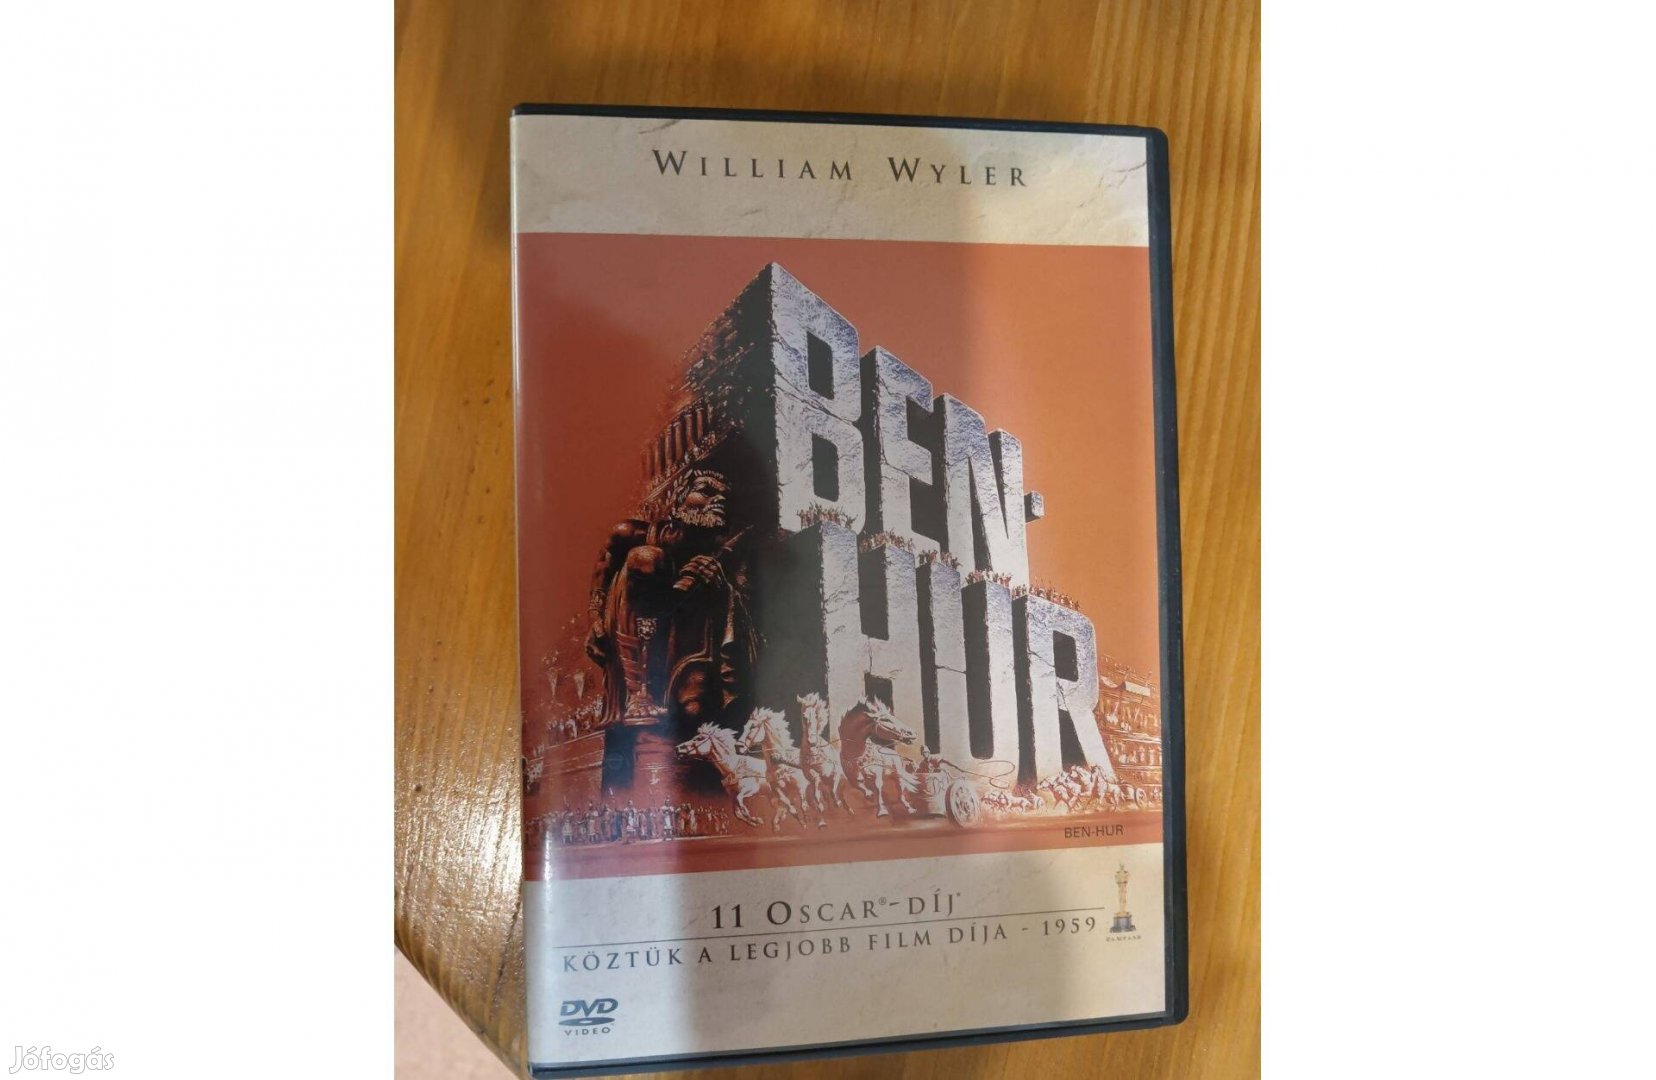 WILLIAM WYLER
BEN-
HUR
BEN-HUR
11 OSCAR®-DÍJ*
KÖZTÜK A LEGJOBB FILM DÍJA - 1959
DVD
VIDEO
Jófogás